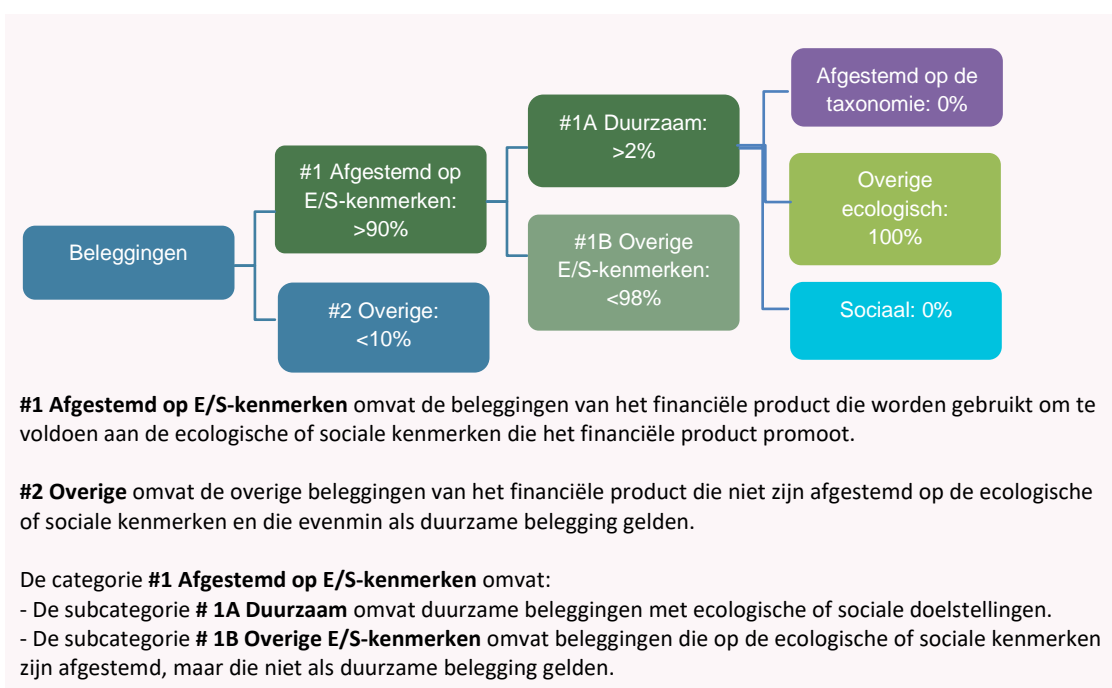 Beleggingen
#1 Afgestemd op
E/S-kenmerken:
>90%
#2 Overige:
<10%
#1A Duurzaam:
>2%
#1B Overige
E/S-kenmerken:
<98%
Afgestemd op de
taxonomie: 0%
Overige
ecologisch:
100%
Sociaal: 0%
#1 Afgestemd op E/S-kenmerken omvat de beleggingen van het financiële product die worden gebruikt om te
voldoen aan de ecologische of sociale kenmerken die het financiële product promoot.
#2 Overige omvat de overige beleggingen van het financiële product die niet zijn afgestemd op de ecologische
of sociale kenmerken en die evenmin als duurzame belegging gelden.
De categorie #1 Afgestemd op E/S-kenmerken omvat:
- De subcategorie # 1A Duurzaam omvat duurzame beleggingen met ecologische of sociale doelstellingen.
- De subcategorie # 1B Overige E/S-kenmerken omvat beleggingen die op de ecologische of sociale kenmerken
zijn afgestemd, maar die niet als duurzame belegging gelden.